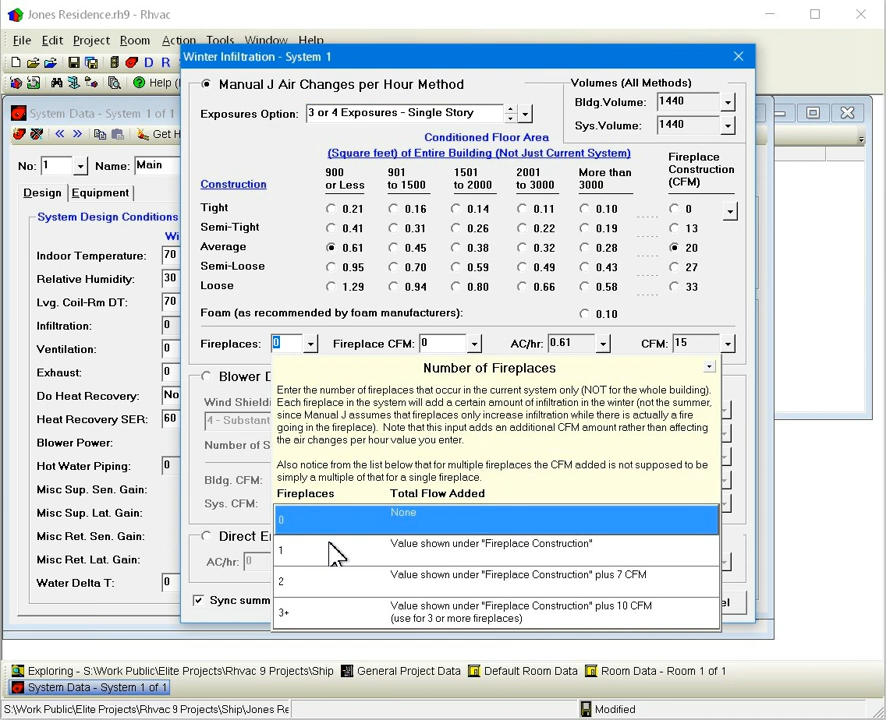 Jones Residence.rh9 - Rhvac
File Edit Project Room Action Tools Window Help
D R
Help
Winter Infiltration - System 1
System Data - System 1 of
Get H
No: 1 Name: Main
Design Equipment
System Design Conditions
Wi
Indoor Temperature: 70
Relative Humidity: 30
Lvg. Coil-Rm DT: 70
Infiltration: 0
Ventilation: 0
Exhaust: 0
Do Heat Recovery: No
Heat Recovery SER: 60
Blower Power:
Hot Water Piping: 0
Misc Sup. Sen. Gain:
Misc Sup. Lat. Gain:
Misc Ret. Sen. Gain:
Misc Ret. Lat. Gain:
Water Delta T: 0
Manual J Air Changes per Hour Method
Volumes (All Methods)
Bldg.Volume: 1440
Sys.Volume: 1440
Exposures Option: 3 or 4 Exposures - Single Story
Conditioned Floor Area
(Square feet) of Entire Building (Not Just Current System)
Fireplace
Construction
(CFM)
Construction
900
or Less
901
to 1500
1501
to 2000
2001
to 3000
More than
3000
Tight 0.21 0.16 0.14 0.11 0.10 ...... 0
Semi-Tight 0.41 0.31 0.26 0.22 0.19 ...... 13
Average 0.61 0.45 0.38 0.32 0.28 ...... 20
Semi-Loose 0.95 0.70 0.59 0.49 0.43 ...... 27
Loose 1.29 0.94 0.80 0.66 0.58 ...... 33
Foam (as recommended by foam manufacturers): 0.10
Fireplaces: 0 Fireplace CFM: 0 AC/hr: 0.61 CFM: 15
Blower D
Wind Shieldi
4 - Substant
Number of S
Bldg. CFM:
Sys. CFM:
Direct En
AC/hr: 0
Sync summ
el
Number of Fireplaces
Enter the number of fireplaces that occur in the current system only (NOT for the whole building).
Each fireplace in the system will add a certain amount of infiltration in the winter (not the summer,
since Manual J assumes that fireplaces only increase infiltration while there is actually a fire
going in the fireplace). Note that this input adds an additional CFM amount rather than affecting
the air changes per hour value you enter.
Also notice from the list below that for multiple fireplaces the CFM added is not supposed to be
simply a multiple of that for a single fireplace.
Fireplaces Total Flow Added
0 None
1 Value shown under "Fireplace Construction"
2 Value shown under "Fireplace Construction" plus 7 CFM
3+ Value shown under "Fireplace Construction" plus 10 CFM
(use for 3 or more fireplaces)
Exploring - S:\Work Public\Elite Projects\Rhvac 9 Projects\Ship\ General Project Data Default Room Data Room Data - Room 1 of 1
System Data - System 1 of 1
S:\Work Public\Elite Projects\Rhvac 9 Projects\Ship\Jones Re Modified